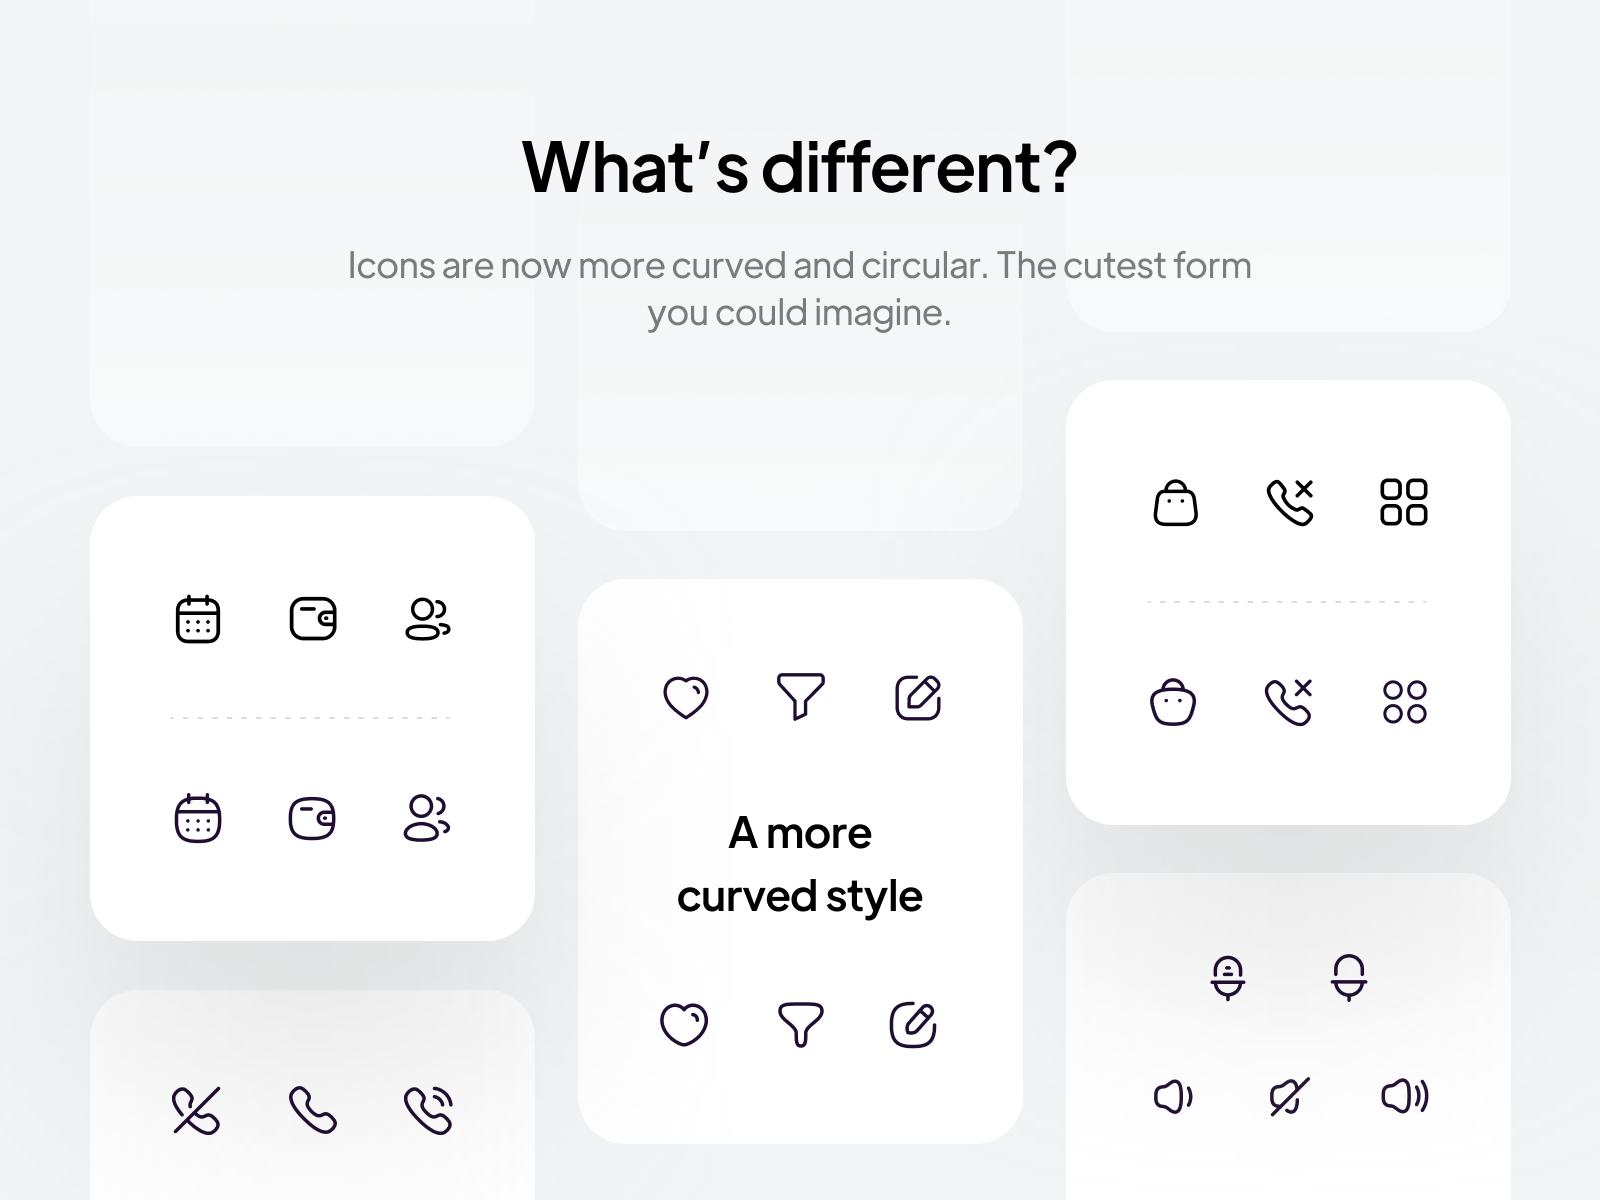 What’s different?
Icons are now more curved and circular. The cutest form
you could imagine.
A more
curved style